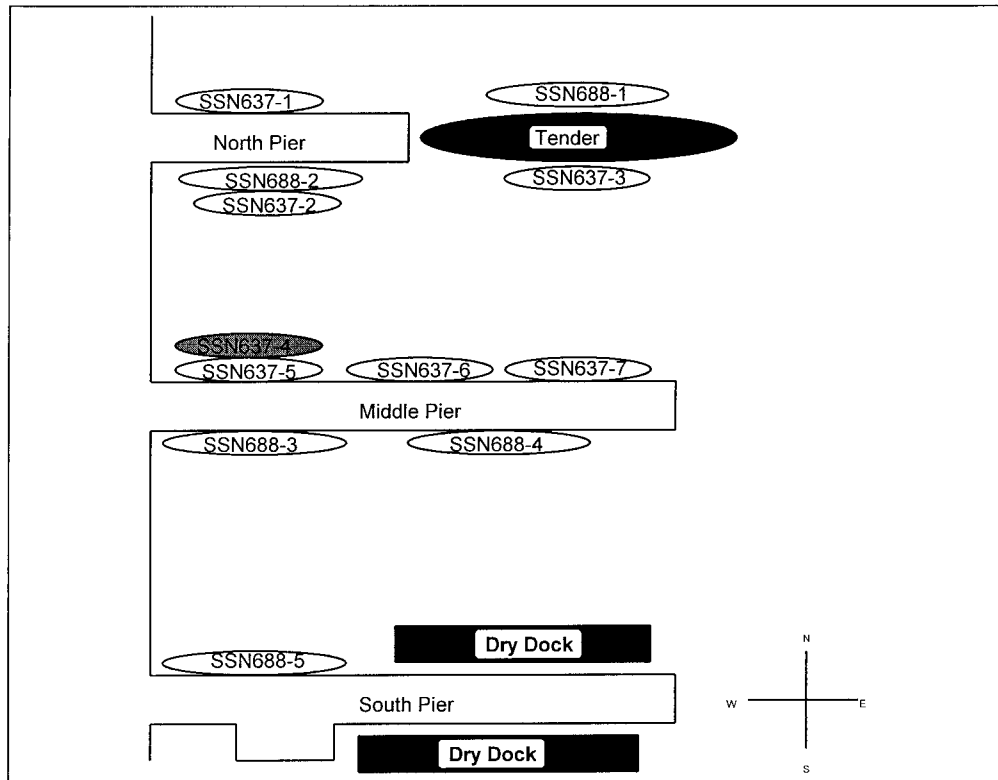 SSN637-1
SSN688-1
North Pier
Tender
SSN688-2
SSN637-3
SSN637-2
SSN637-4
SSN637-5
SSN637-6
SSN637-7
Middle Pier
SSN688-3
SSN688-4
Dry Dock
SSN688-5
South Pier
Dry Dock
N
W
E
S